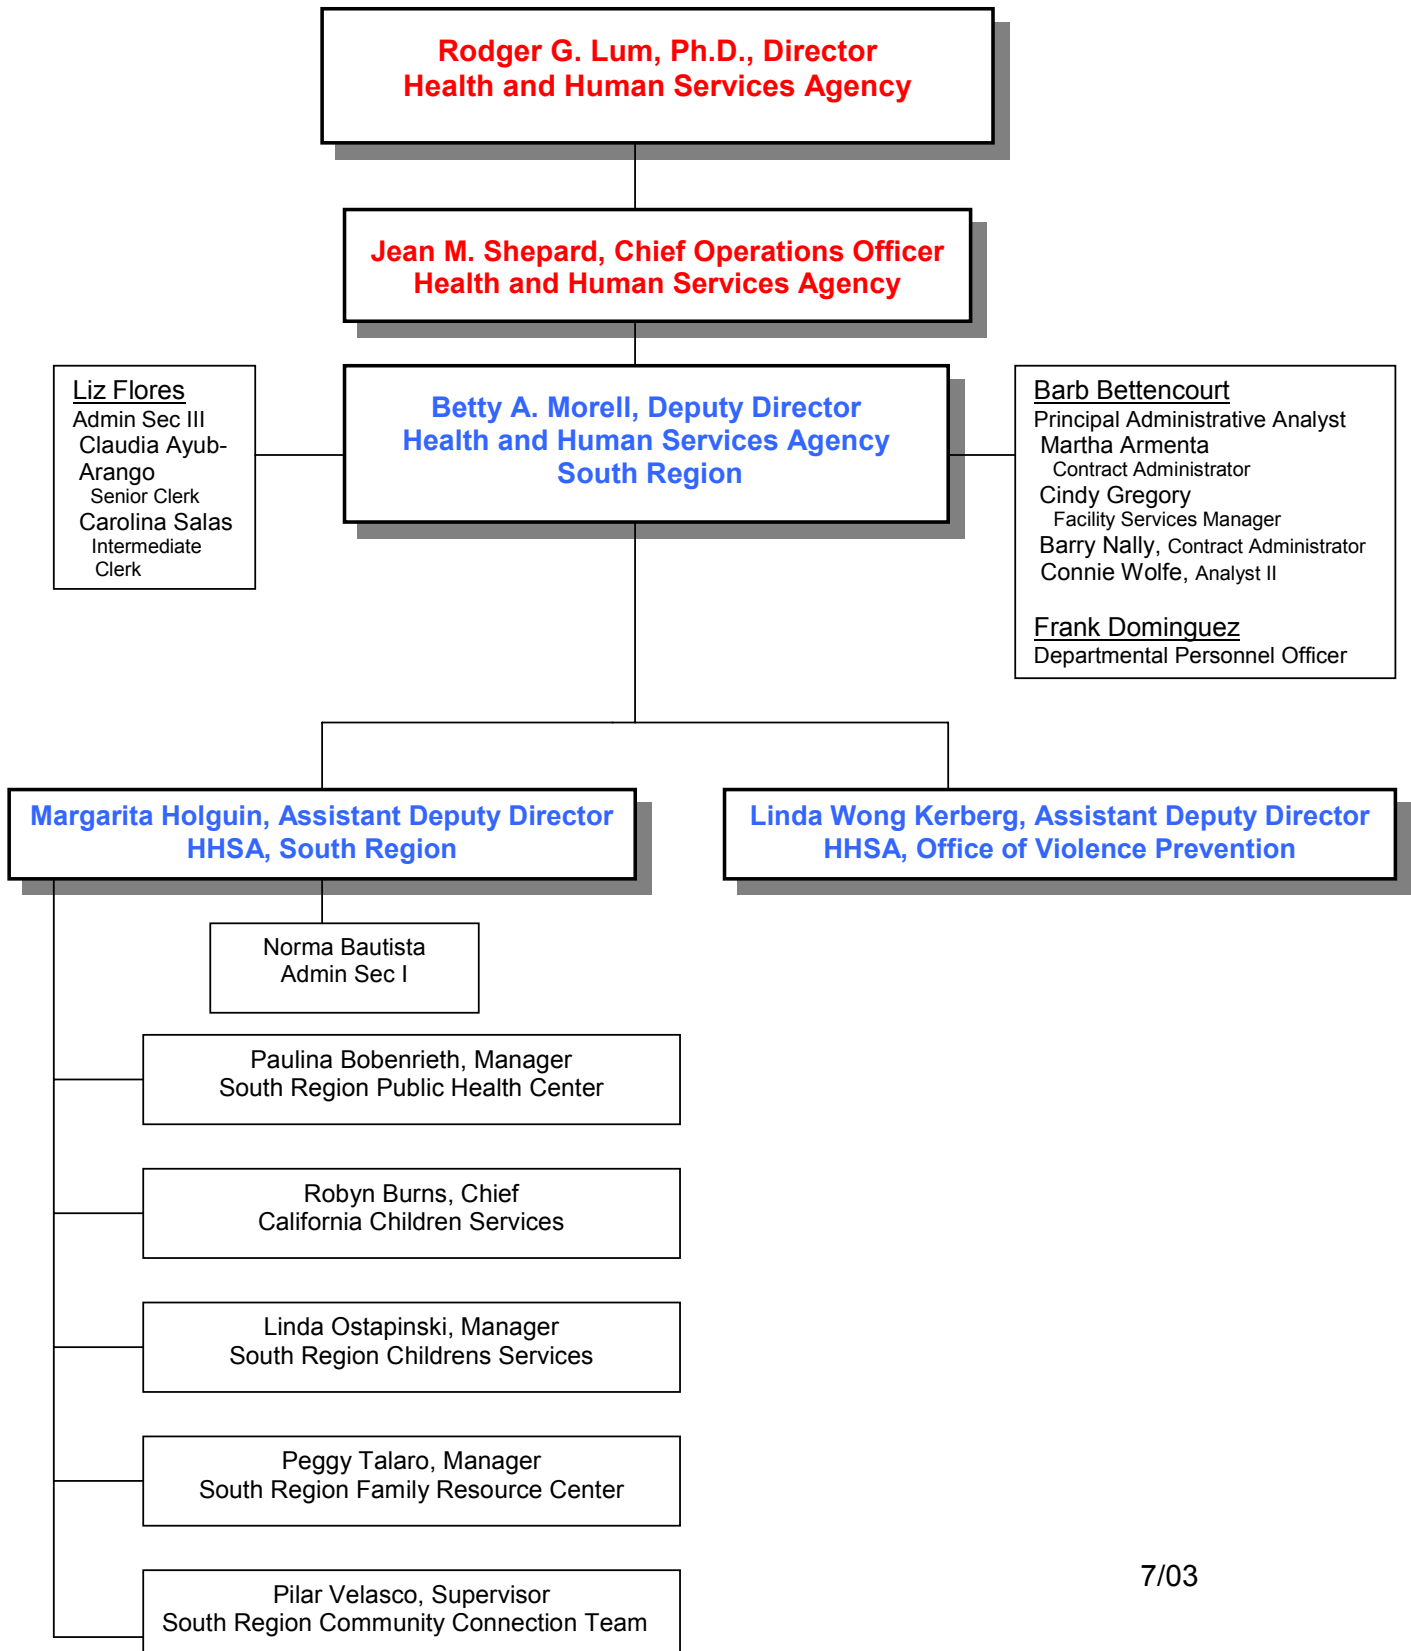 Rodger G. Lum, Ph.D., Director
Health and Human Services Agency
Jean M. Shepard, Chief Operations Officer
Health and Human Services Agency
Liz Flores
Admin Sec III
Claudia Ayub-
Arango
Senior Clerk
Carolina Salas
Intermediate
Clerk
Betty A. Morell, Deputy Director
Health and Human Services Agency
South Region
Barb Bettencourt
Principal Administrative Analyst
Martha Armenta
Contract Administrator
Cindy Gregory
Facility Services Manager
Barry Nally, Contract Administrator
Connie Wolfe, Analyst II
Frank Dominguez
Departmental Personnel Officer
Margarita Holguin, Assistant Deputy Director
HHSA, South Region
Linda Wong Kerberg, Assistant Deputy Director
HHSA, Office of Violence Prevention
Norma Bautista
Admin Sec I
Paulina Bobenrieth, Manager
South Region Public Health Center
Robyn Burns, Chief
California Children Services
Linda Ostapinski, Manager
South Region Childrens Services
Peggy Talaro, Manager
South Region Family Resource Center
Pilar Velasco, Supervisor
South Region Community Connection Team
7/03